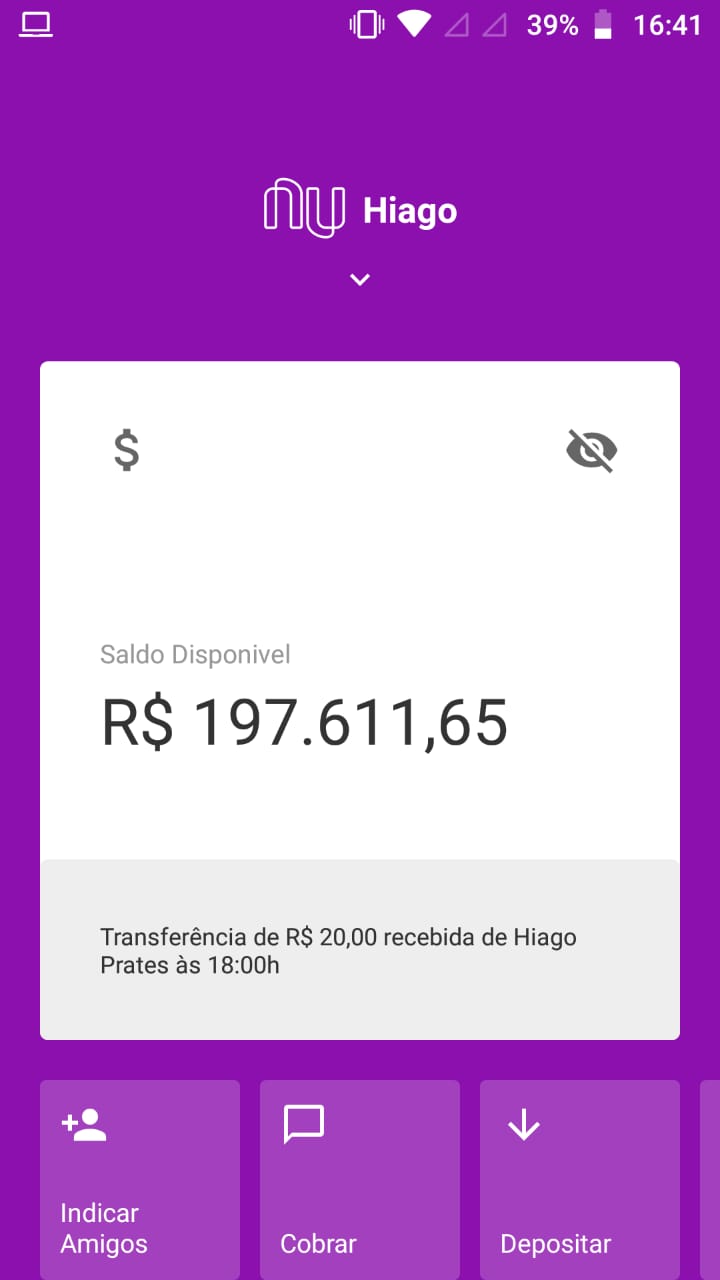 39% 16:41
nu Hiago
$
Saldo Disponivel
R$ 197.611,65
Transferência de R$ 20,00 recebida de Hiago
Prates às 18:00h
Indicar
Amigos
Cobrar
Depositar